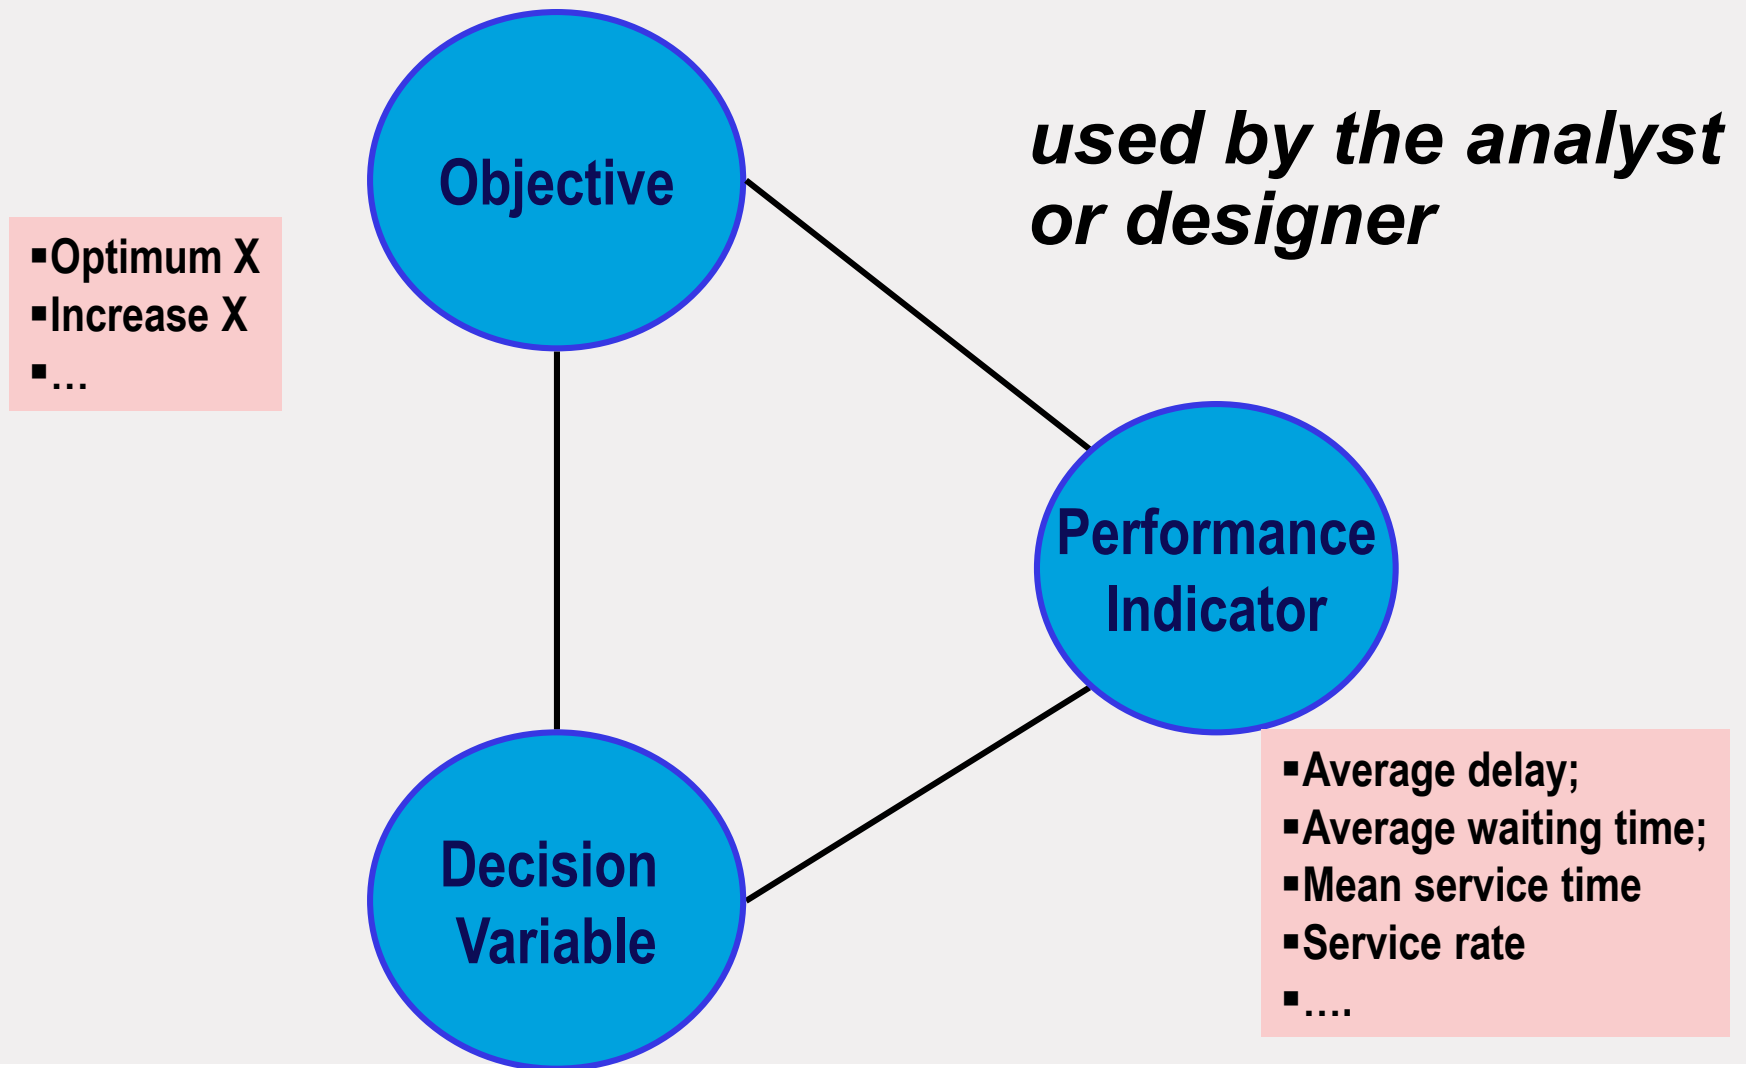 Objective
used by the analyst
or designer
▪Optimum X
▪Increase X
▪...
Performance
Indicator
Decision
Variable
▪Average delay;
▪Average waiting time;
▪Mean service time
▪Service rate
▪....